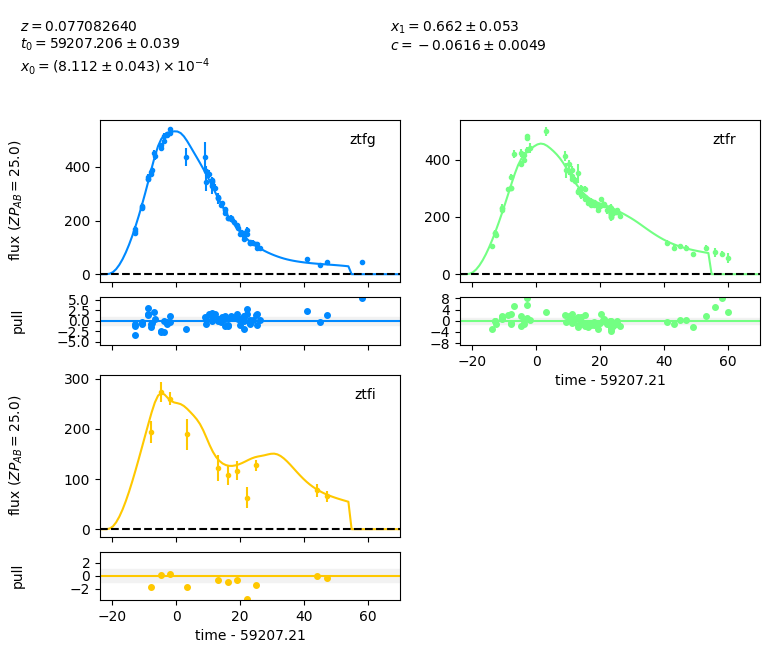 z = 0.077082640
t₀ = 59207.206 ± 0.039
x₀ = (8.112 ± 0.043) × 10⁻⁴
x₁ = 0.662 ± 0.053
c = −0.0616 ± 0.0049
flux (ZP_AB = 25.0)
ztfg
400
200
0
pull
5.0
2.5
0.0
−2.5
−5.0
ztfr
400
200
0
8
4
0
−4
−8
−20 0 20 40 60
time - 59207.21
flux (ZP_AB = 25.0)
ztfi
300
200
100
0
pull
2
0
−2
−20 0 20 40 60
time - 59207.21